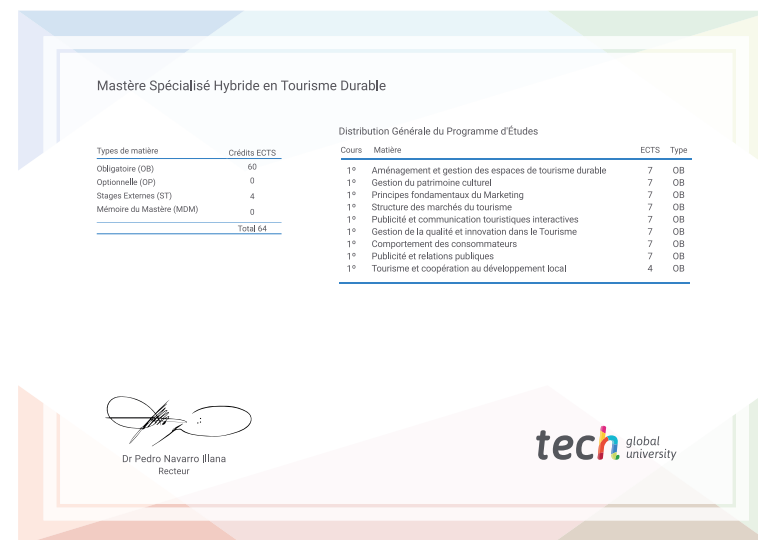 Mastère Spécialisé Hybride en Tourisme Durable
Types de matière Crédits ECTS
Obligatoire (OB) 60
Optionnelle (OP) 0
Stages Externes (ST) 4
Mémoire du Mastère (MDM) 0
Total 64
Distribution Générale du Programme d'Études
Cours Matière ECTS Type
1º Aménagement et gestion des espaces de tourisme durable 7 OB
1º Gestion du patrimoine culturel 7 OB
1º Principes fondamentaux du Marketing 7 OB
1º Structure des marchés du tourisme 7 OB
1º Publicité et communication touristiques interactives 7 OB
1º Gestion de la qualité et innovation dans le Tourisme 7 OB
1º Comportement des consommateurs 7 OB
1º Publicité et relations publiques 7 OB
1º Tourisme et coopération au développement local 4 OB
Dr Pedro Navarro Illana
Recteur
tech global
university